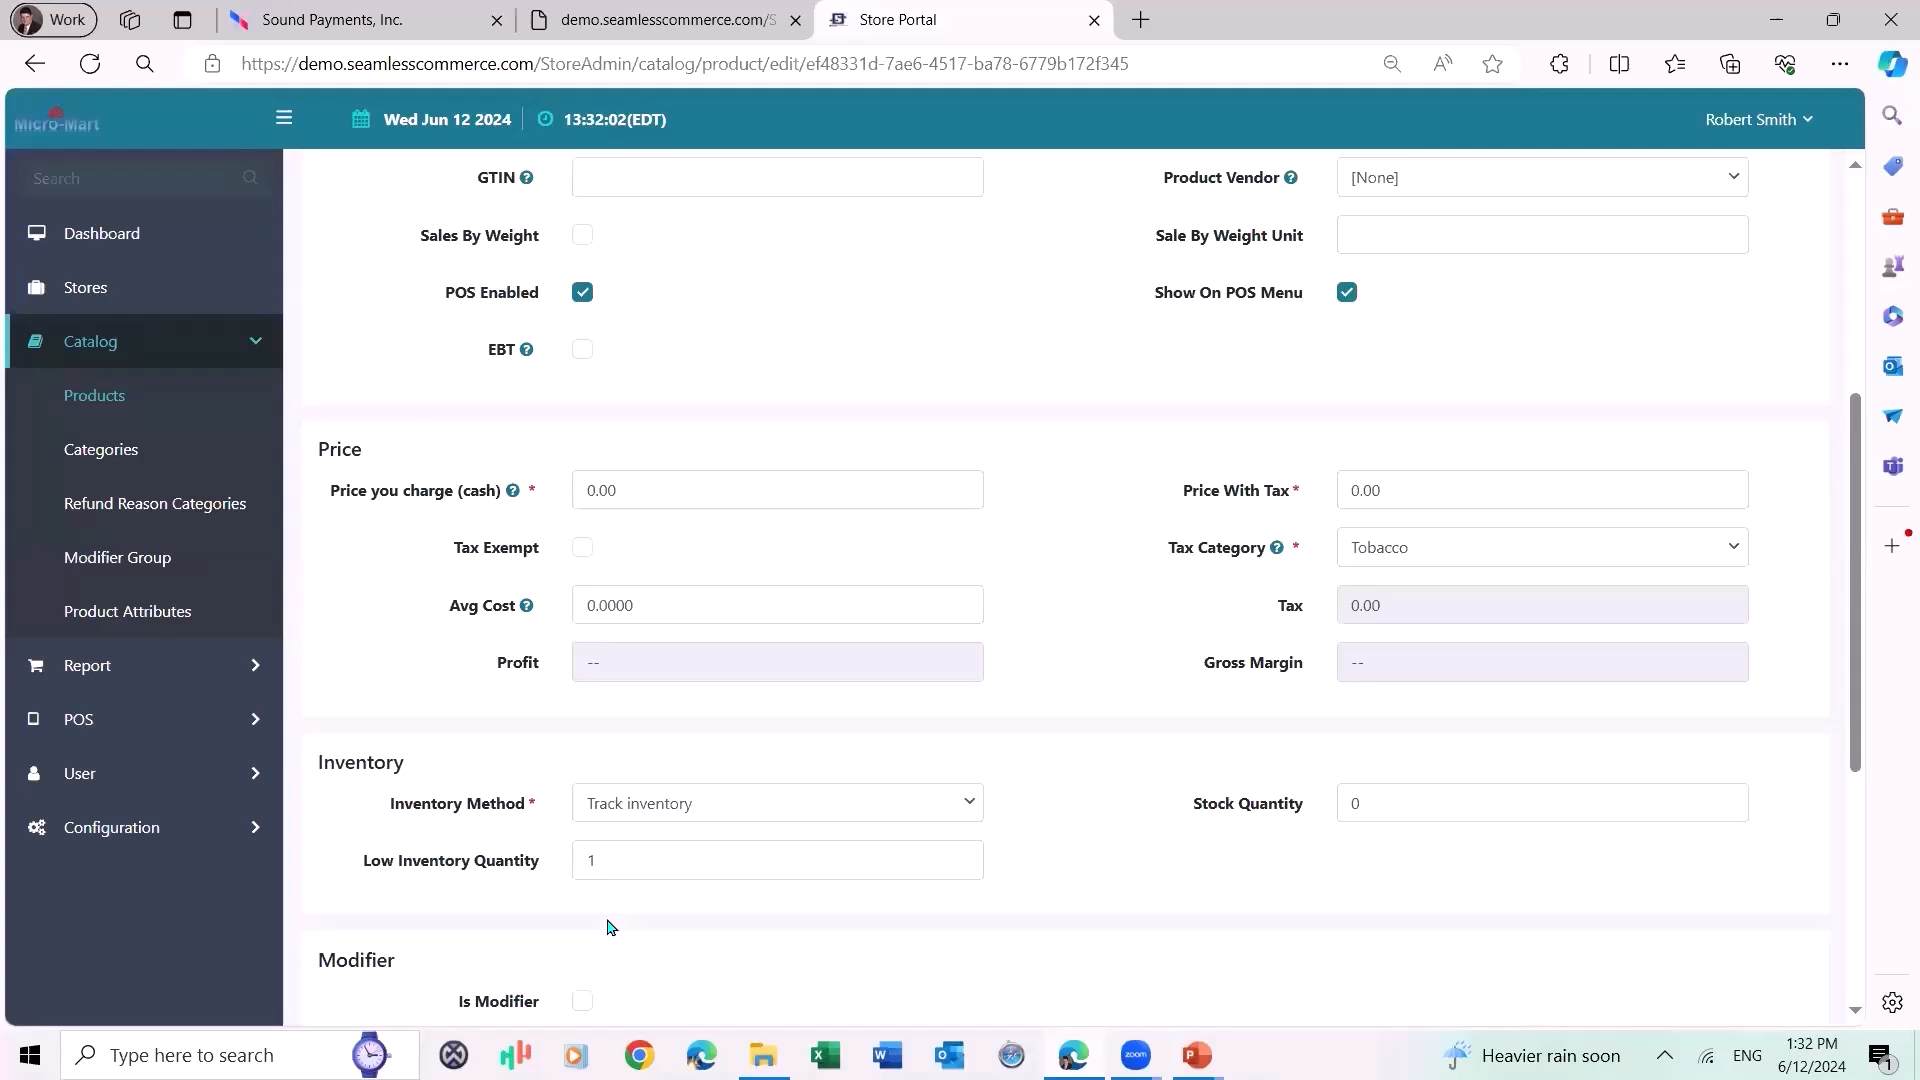 Work
Sound Payments, Inc.
demo.seamlesscommerce.com/S
Store Portal
https://demo.seamlesscommerce.com/StoreAdmin/catalog/product/edit/ef48331d-7ae6-4517-ba78-6779b172f345
Micro-Mart
Wed Jun 12 2024
13:32:02(EDT)
Robert Smith
Search
Dashboard
Stores
Catalog
Products
Categories
Refund Reason Categories
Modifier Group
Product Attributes
Report
POS
User
Configuration
GTIN
Product Vendor [None]
Sales By Weight
Sale By Weight Unit
POS Enabled
Show On POS Menu
EBT
Price
Price you charge (cash) * 0.00
Price With Tax * 0.00
Tax Exempt
Tax Category * Tobacco
Avg Cost 0.0000
Tax 0.00
Profit --
Gross Margin --
Inventory
Inventory Method * Track inventory
Stock Quantity 0
Low Inventory Quantity 1
Modifier
Is Modifier
Type here to search
zoom
Heavier rain soon
ENG
1:32 PM
6/12/2024
1